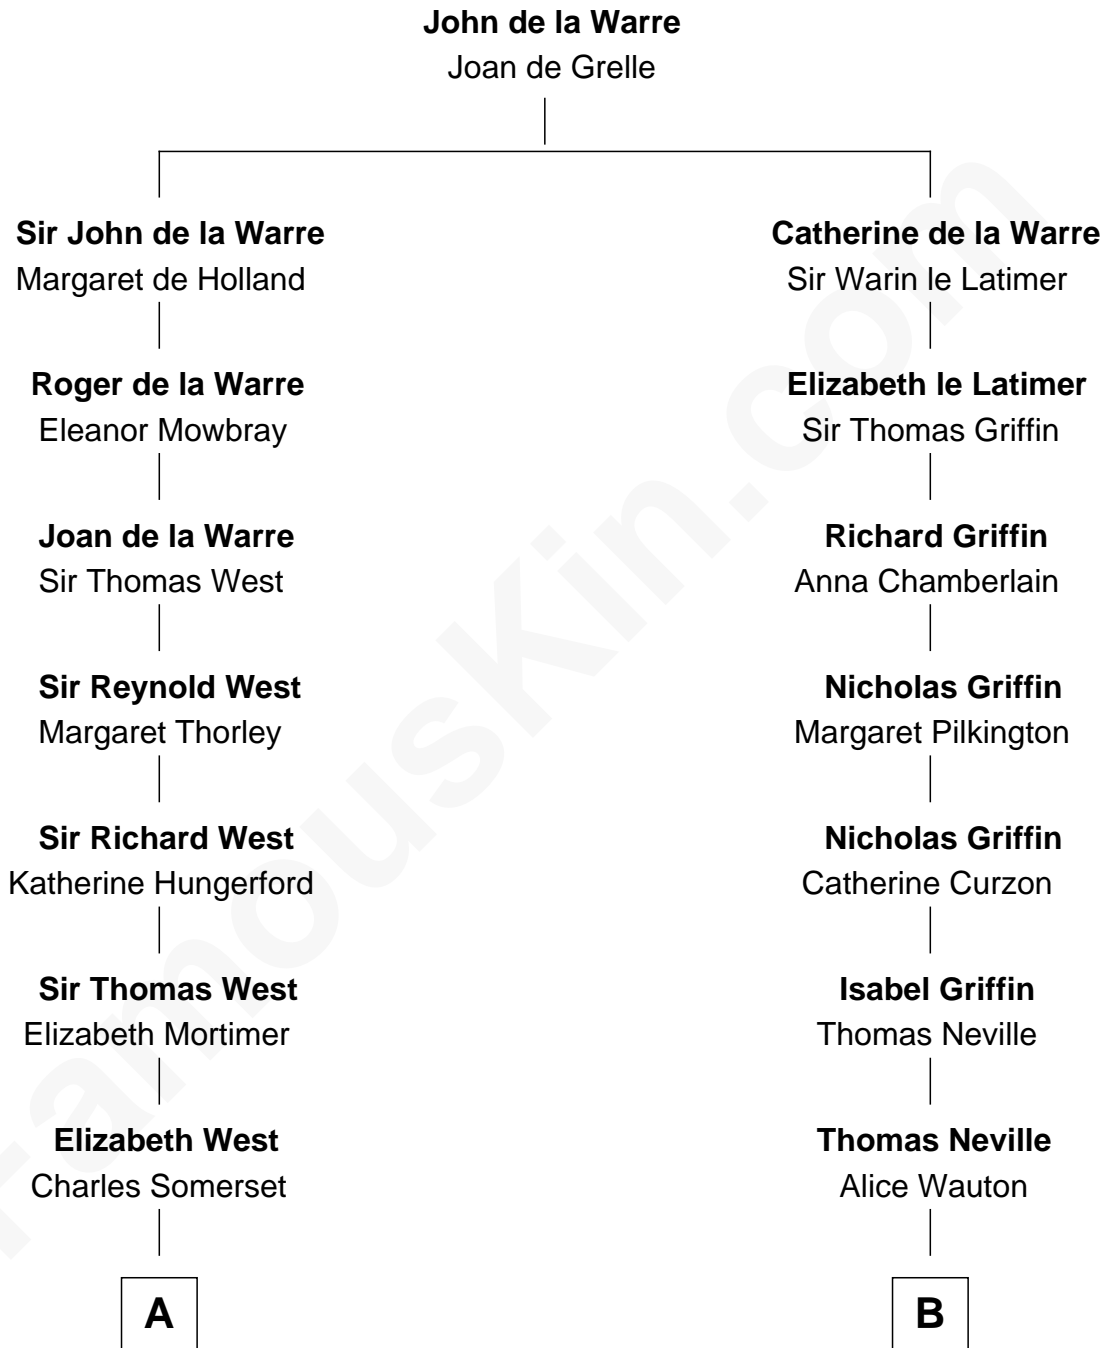 John de la Warre
Joan de Grelle
Sir John de la Warre
Margaret de Holland
Catherine de la Warre
Sir Warin le Latimer
Roger de la Warre
Eleanor Mowbray
Elizabeth le Latimer
Sir Thomas Griffin
Joan de la Warre
Sir Thomas West
Richard Griffin
Anna Chamberlain
Sir Reynold West
Margaret Thorley
Nicholas Griffin
Margaret Pilkington
Sir Richard West
Katherine Hungerford
Nicholas Griffin
Catherine Curzon
Sir Thomas West
Elizabeth Mortimer
Isabel Griffin
Thomas Neville
Elizabeth West
Charles Somerset
Thomas Neville
Alice Wauton
A
B
FamousKin.com